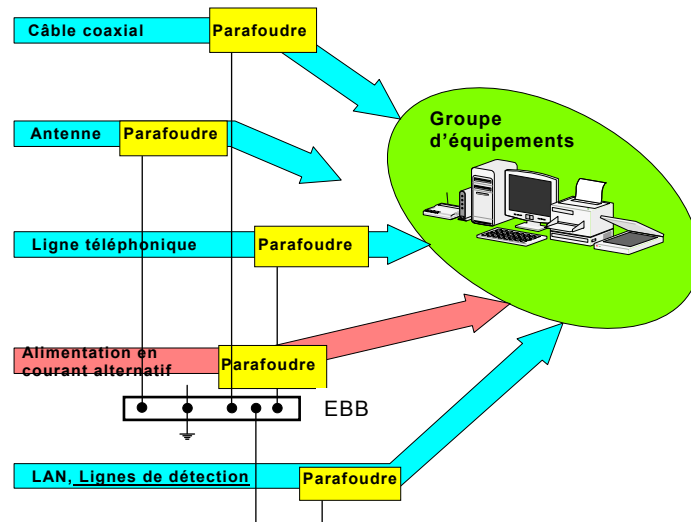 Câble coaxial
Parafoudre
Groupe
d'équipements
Antenne
Parafoudre
Ligne téléphonique
Parafoudre
Alimentation en
courant alternatif
Parafoudre
EBB
LAN, Lignes de détection
Parafoudre